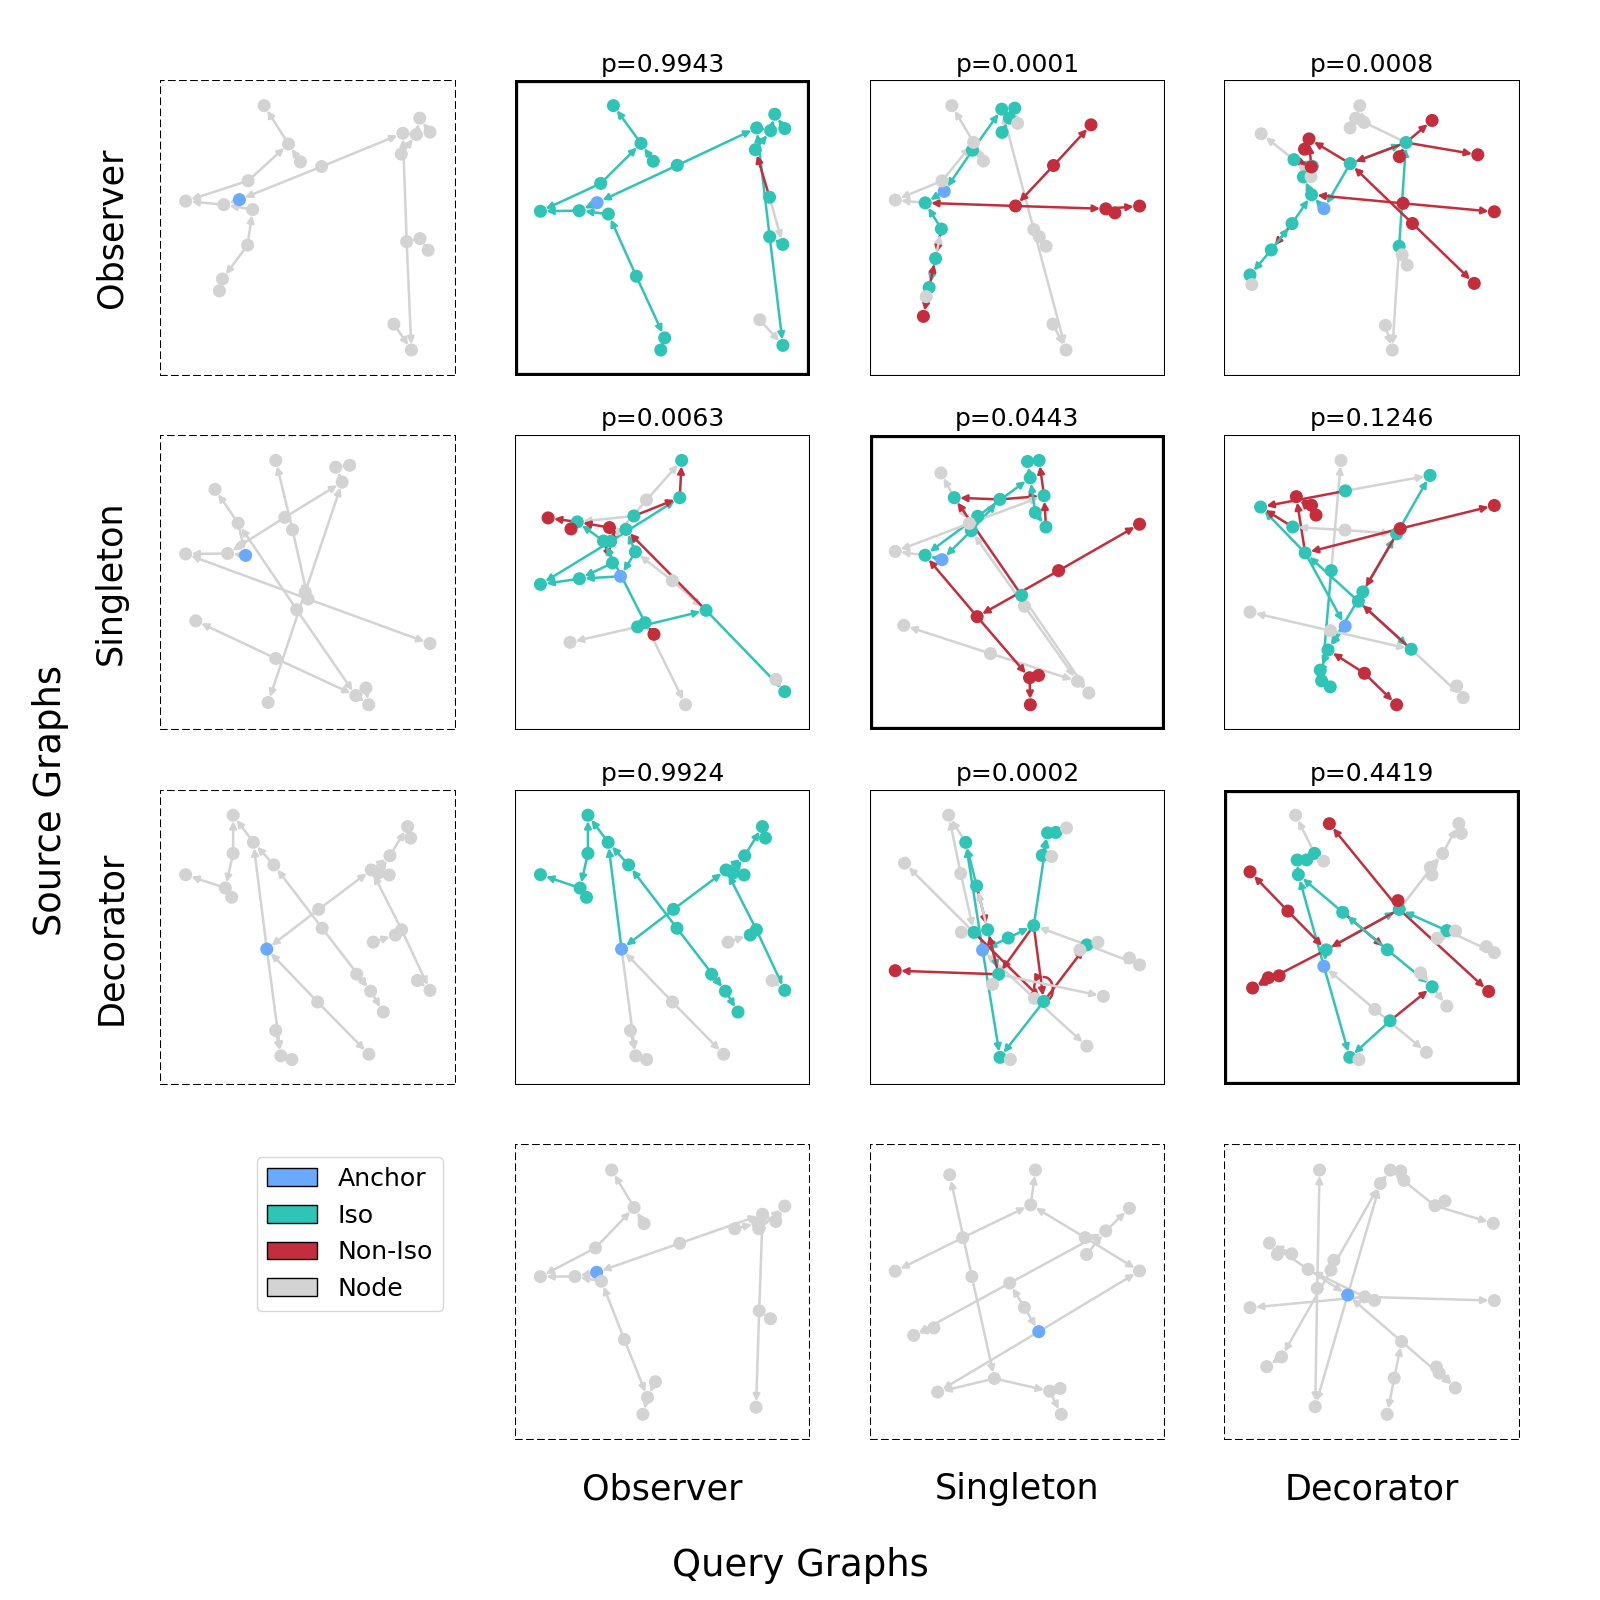 p=0.9943
p=0.0001
p=0.0008
Observer
p=0.0063
p=0.0443
p=0.1246
Singleton
Source Graphs
p=0.9924
p=0.0002
p=0.4419
Decorator
Anchor
Iso
Non-Iso
Node
Observer
Singleton
Decorator
Query Graphs